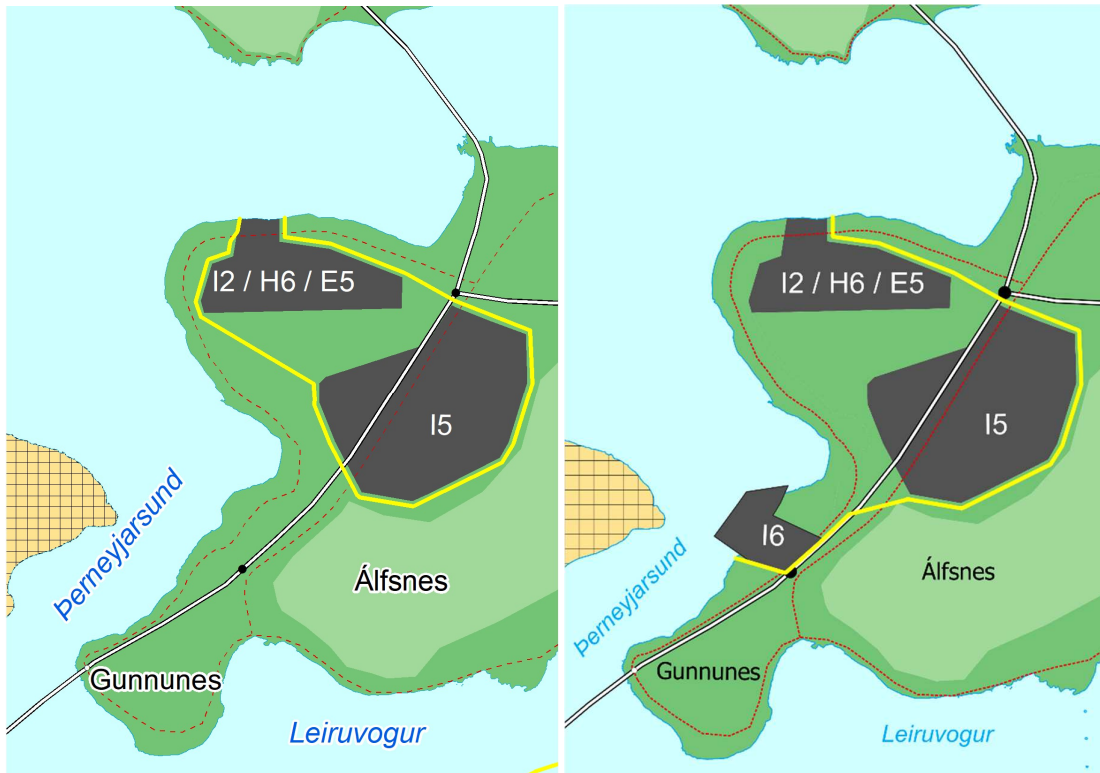 I2 / H6 / E5
I5
Þerneyjarsund
Álfsnes
Gunnunes
Leiruvogur
I2 / H6 / E5
I5
I6
Þerneyjarsund
Álfsnes
Gunnunes
Leiruvogur